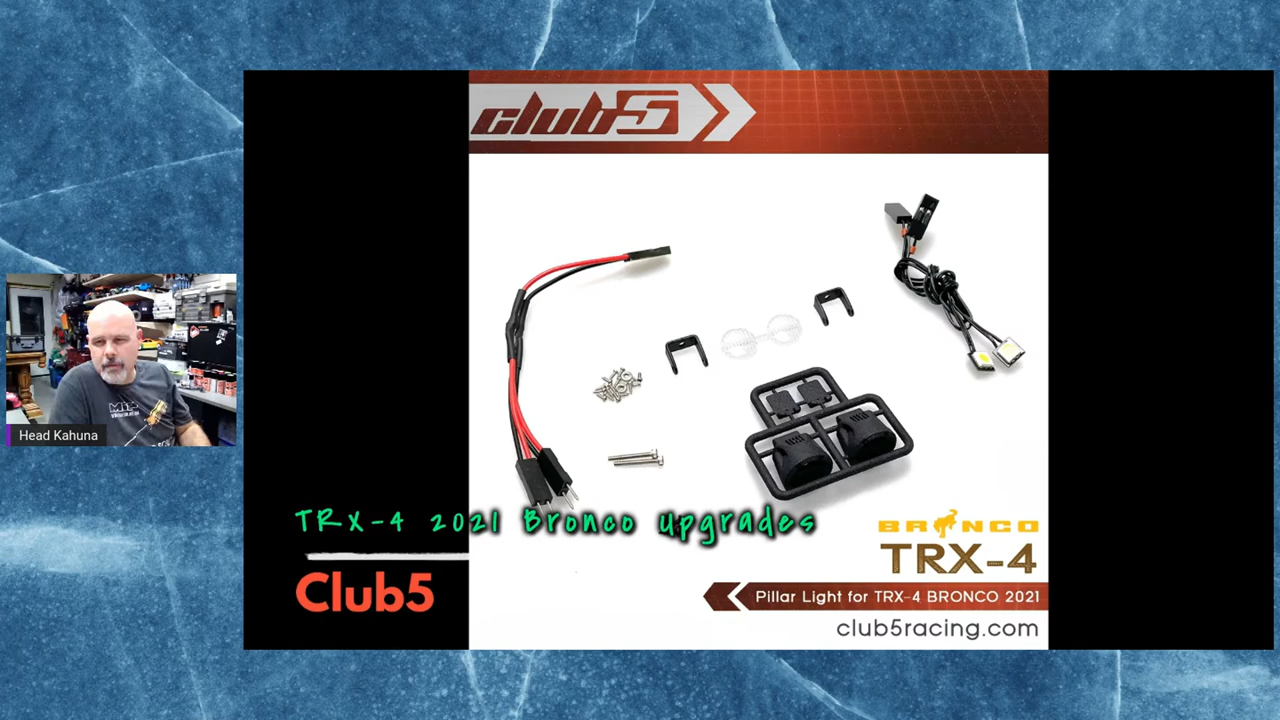 club5
Head Kahuna
TRX-4 2021 Bronco Upgrades
Club5
BRONCO
TRX-4
Pillar Light for TRX-4 BRONCO 2021
club5racing.com